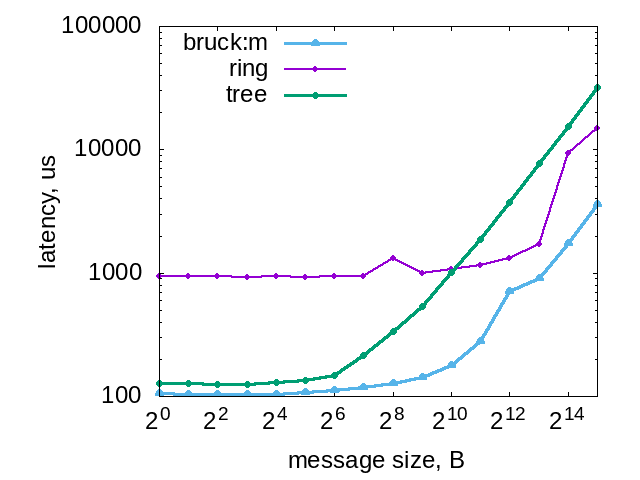 100000
10000
1000
100
latency, us
bruck:m
ring
tree
2^0 2^2 2^4 2^6 2^8 2^10 2^12 2^14
message size, B